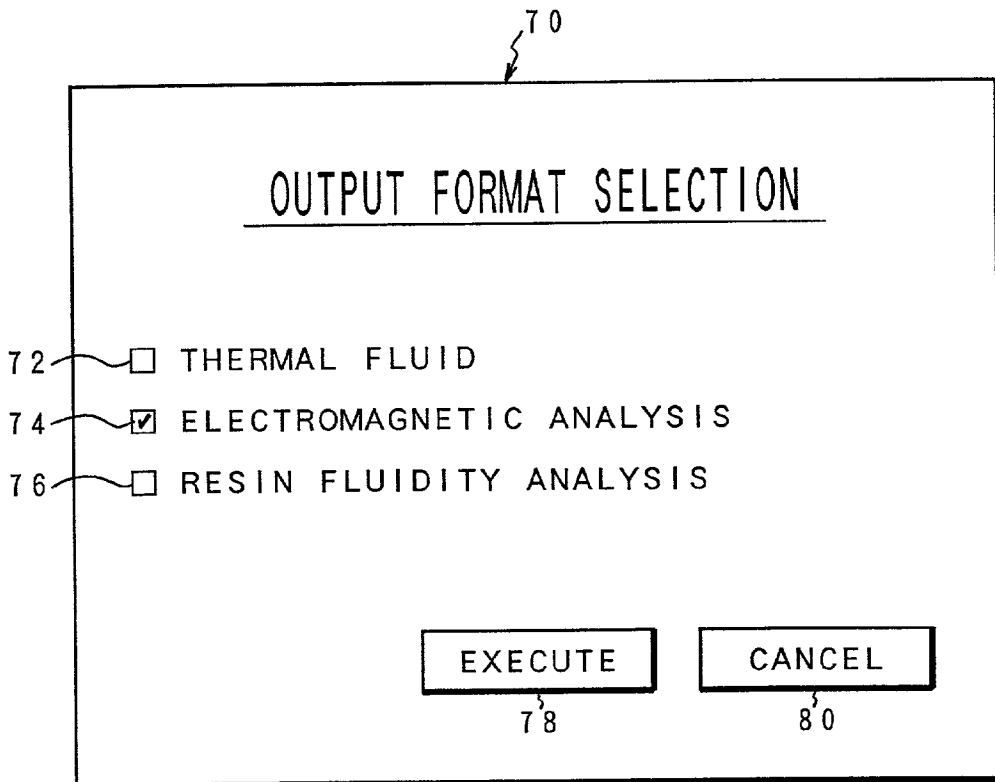 70
OUTPUT FORMAT SELECTION
72 THERMAL FLUID
74 ELECTROMAGNETIC ANALYSIS
76 RESIN FLUIDITY ANALYSIS
EXECUTE CANCEL
78 80